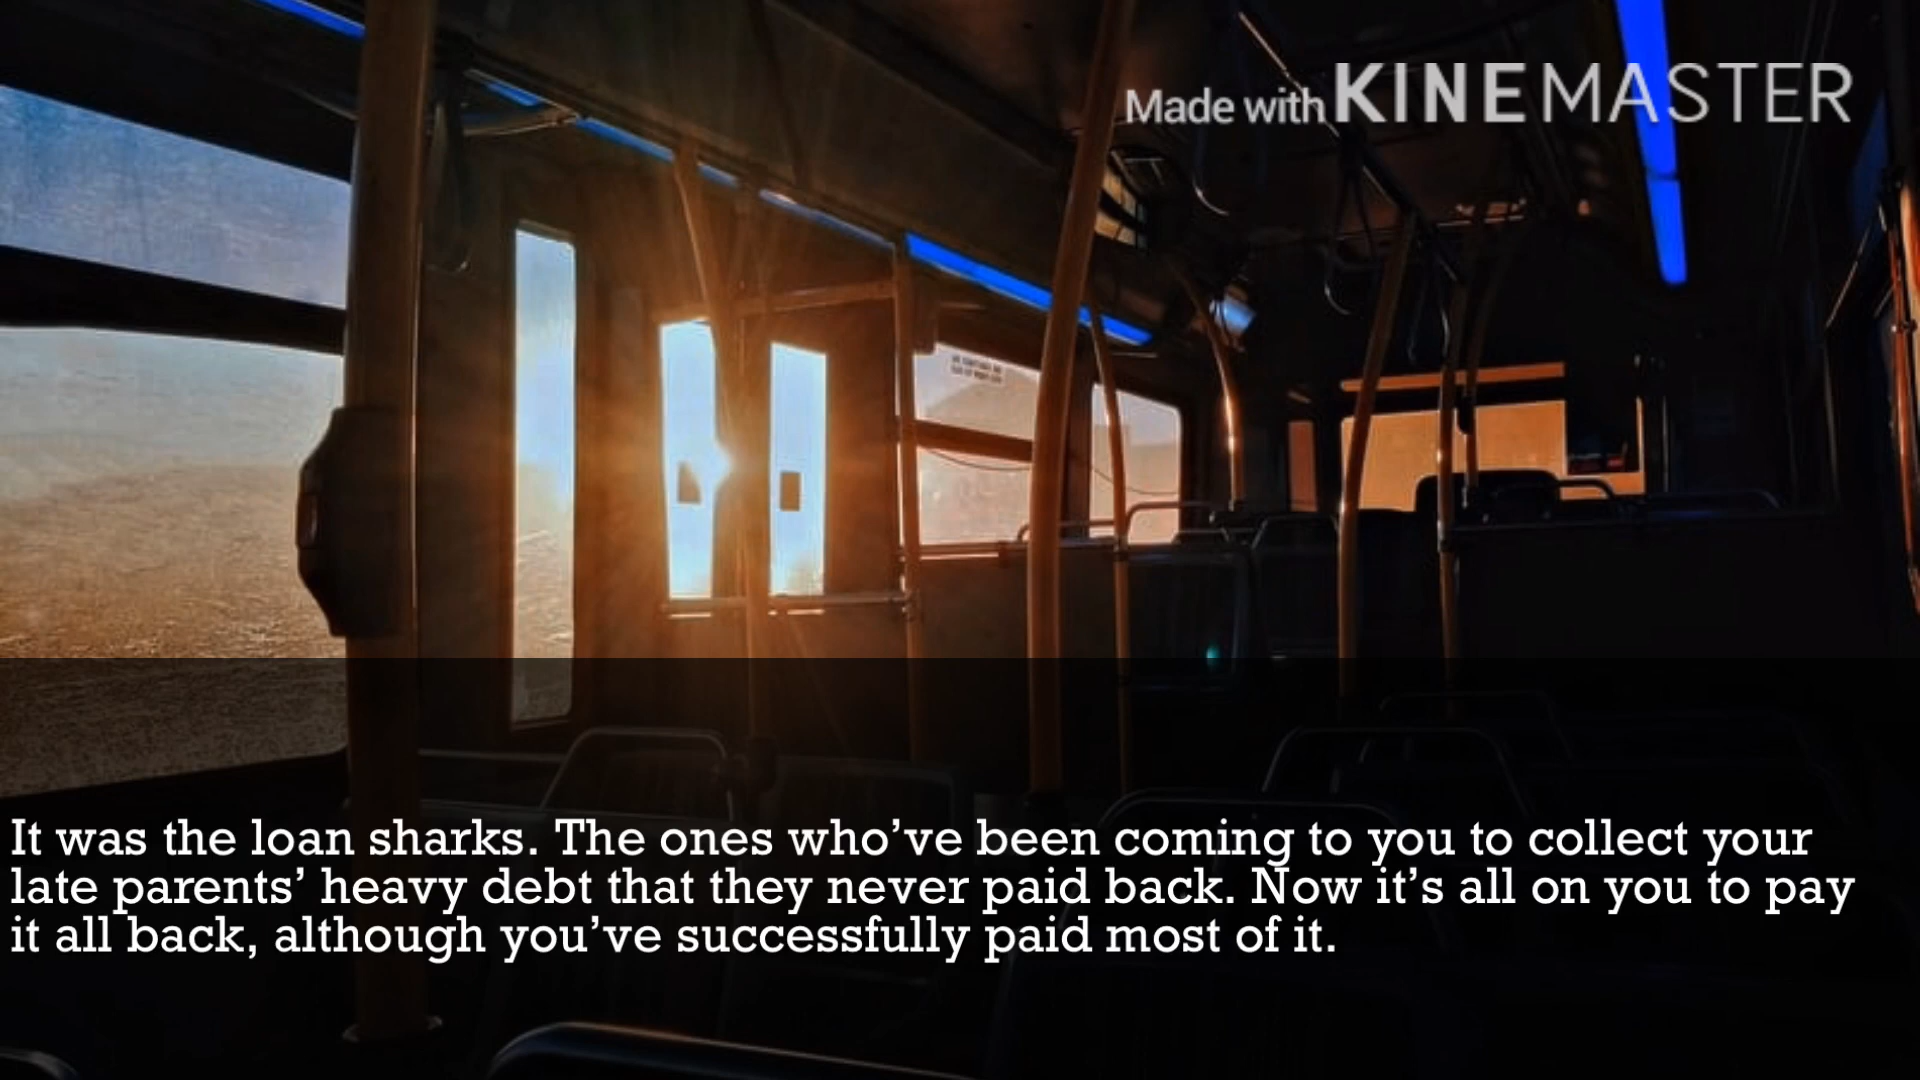 Made with KINEMASTER
It was the loan sharks. The ones who’ve been coming to you to collect your
late parents’ heavy debt that they never paid back. Now it’s all on you to pay
it all back, although you’ve successfully paid most of it.